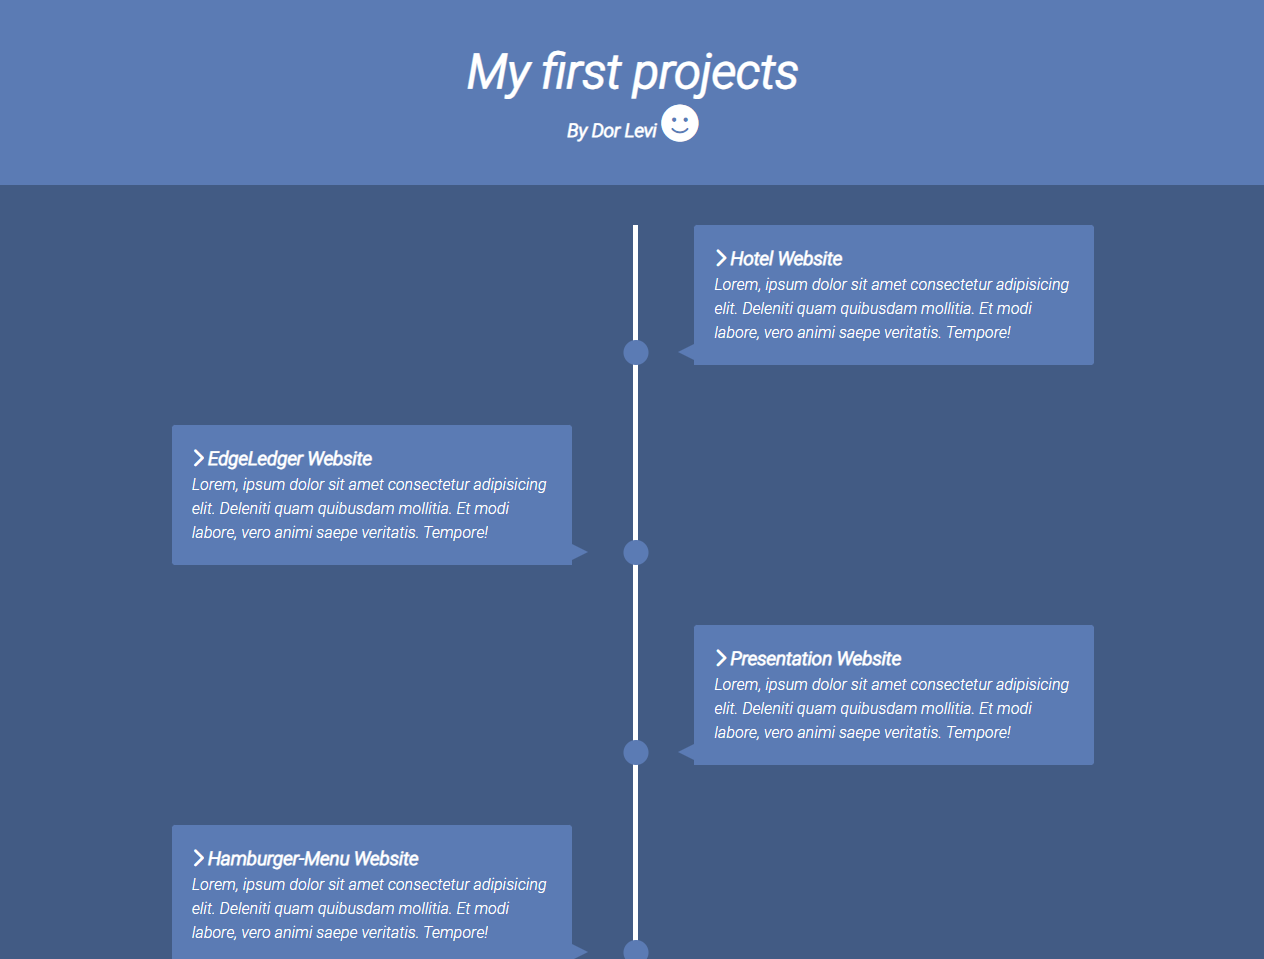 My first projects
By Dor Levi
Hotel Website
Lorem, ipsum dolor sit amet consectetur adipisicing
elit. Deleniti quam quibusdam mollitia. Et modi
labore, vero animi saepe veritatis. Tempore!
EdgeLedger Website
Lorem, ipsum dolor sit amet consectetur adipisicing
elit. Deleniti quam quibusdam mollitia. Et modi
labore, vero animi saepe veritatis. Tempore!
Presentation Website
Lorem, ipsum dolor sit amet consectetur adipisicing
elit. Deleniti quam quibusdam mollitia. Et modi
labore, vero animi saepe veritatis. Tempore!
Hamburger-Menu Website
Lorem, ipsum dolor sit amet consectetur adipisicing
elit. Deleniti quam quibusdam mollitia. Et modi
labore, vero animi saepe veritatis. Tempore!